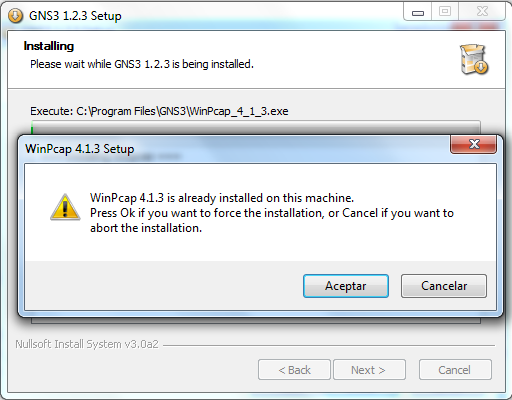 GNS3 1.2.3 Setup
Installing
Please wait while GNS3 1.2.3 is being installed.
Execute: C:\Program Files\GNS3\WinPcap_4_1_3.exe
WinPcap 4.1.3 Setup
WinPcap 4.1.3 is already installed on this machine.
Press Ok if you want to force the installation, or Cancel if you want to
abort the installation.
Aceptar Cancelar
Nullsoft Install System v3.0a2
< Back Next > Cancel